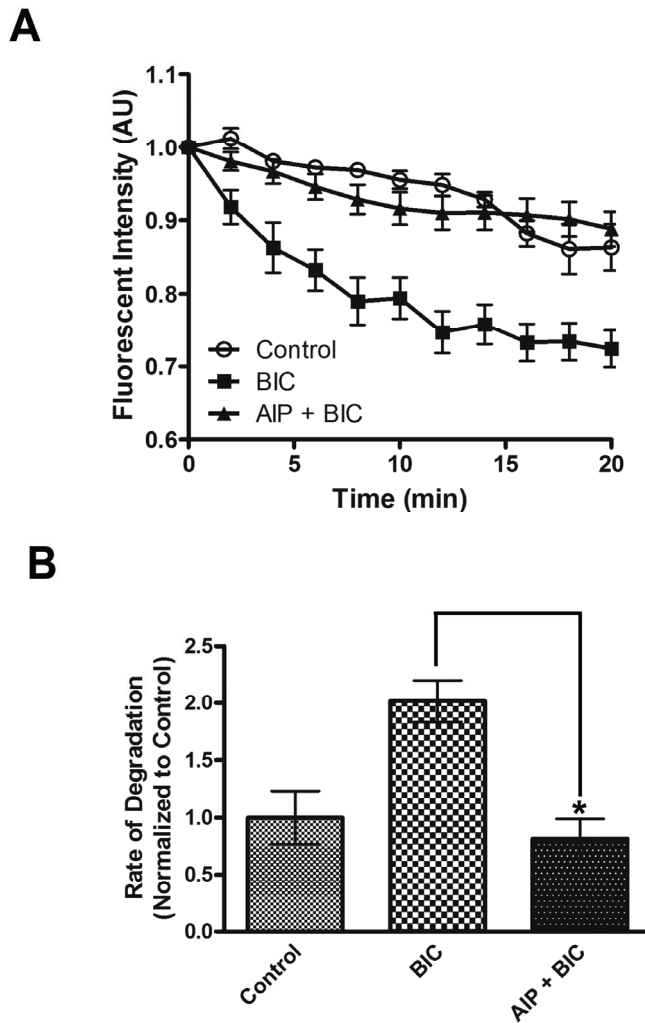 A
Fluorescent Intensity (AU)
1.1
1.0
0.9
0.8
0.7
0.6
Control
BIC
AIP + BIC
0 5 10 15 20
Time (min)
B
Rate of Degradation
(Normalized to Control)
2.5
2.0
1.5
1.0
0.5
0.0
*
Control
BIC
AIP + BIC